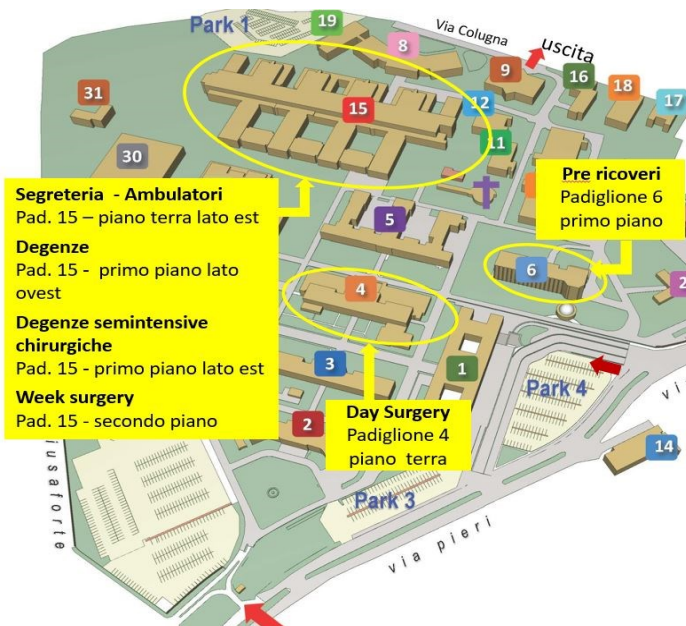 Park 1
19
8
Via Colugna
uscita
9
16
18
17
31
15
12
11
30
Pre ricoveri
Padiglione 6
primo piano
Segreteria - Ambulatori
Pad. 15 – piano terra lato est
Degenze
Pad. 15 - primo piano lato
ovest
Degenze semintensive
chirurgiche
Pad. 15 - primo piano lato est
Week surgery
Pad. 15 - secondo piano
5
6
4
2
3
1
Park 4
Day Surgery
Padiglione 4
piano terra
2
14
Park 3
iusaforte
via pieri
vi